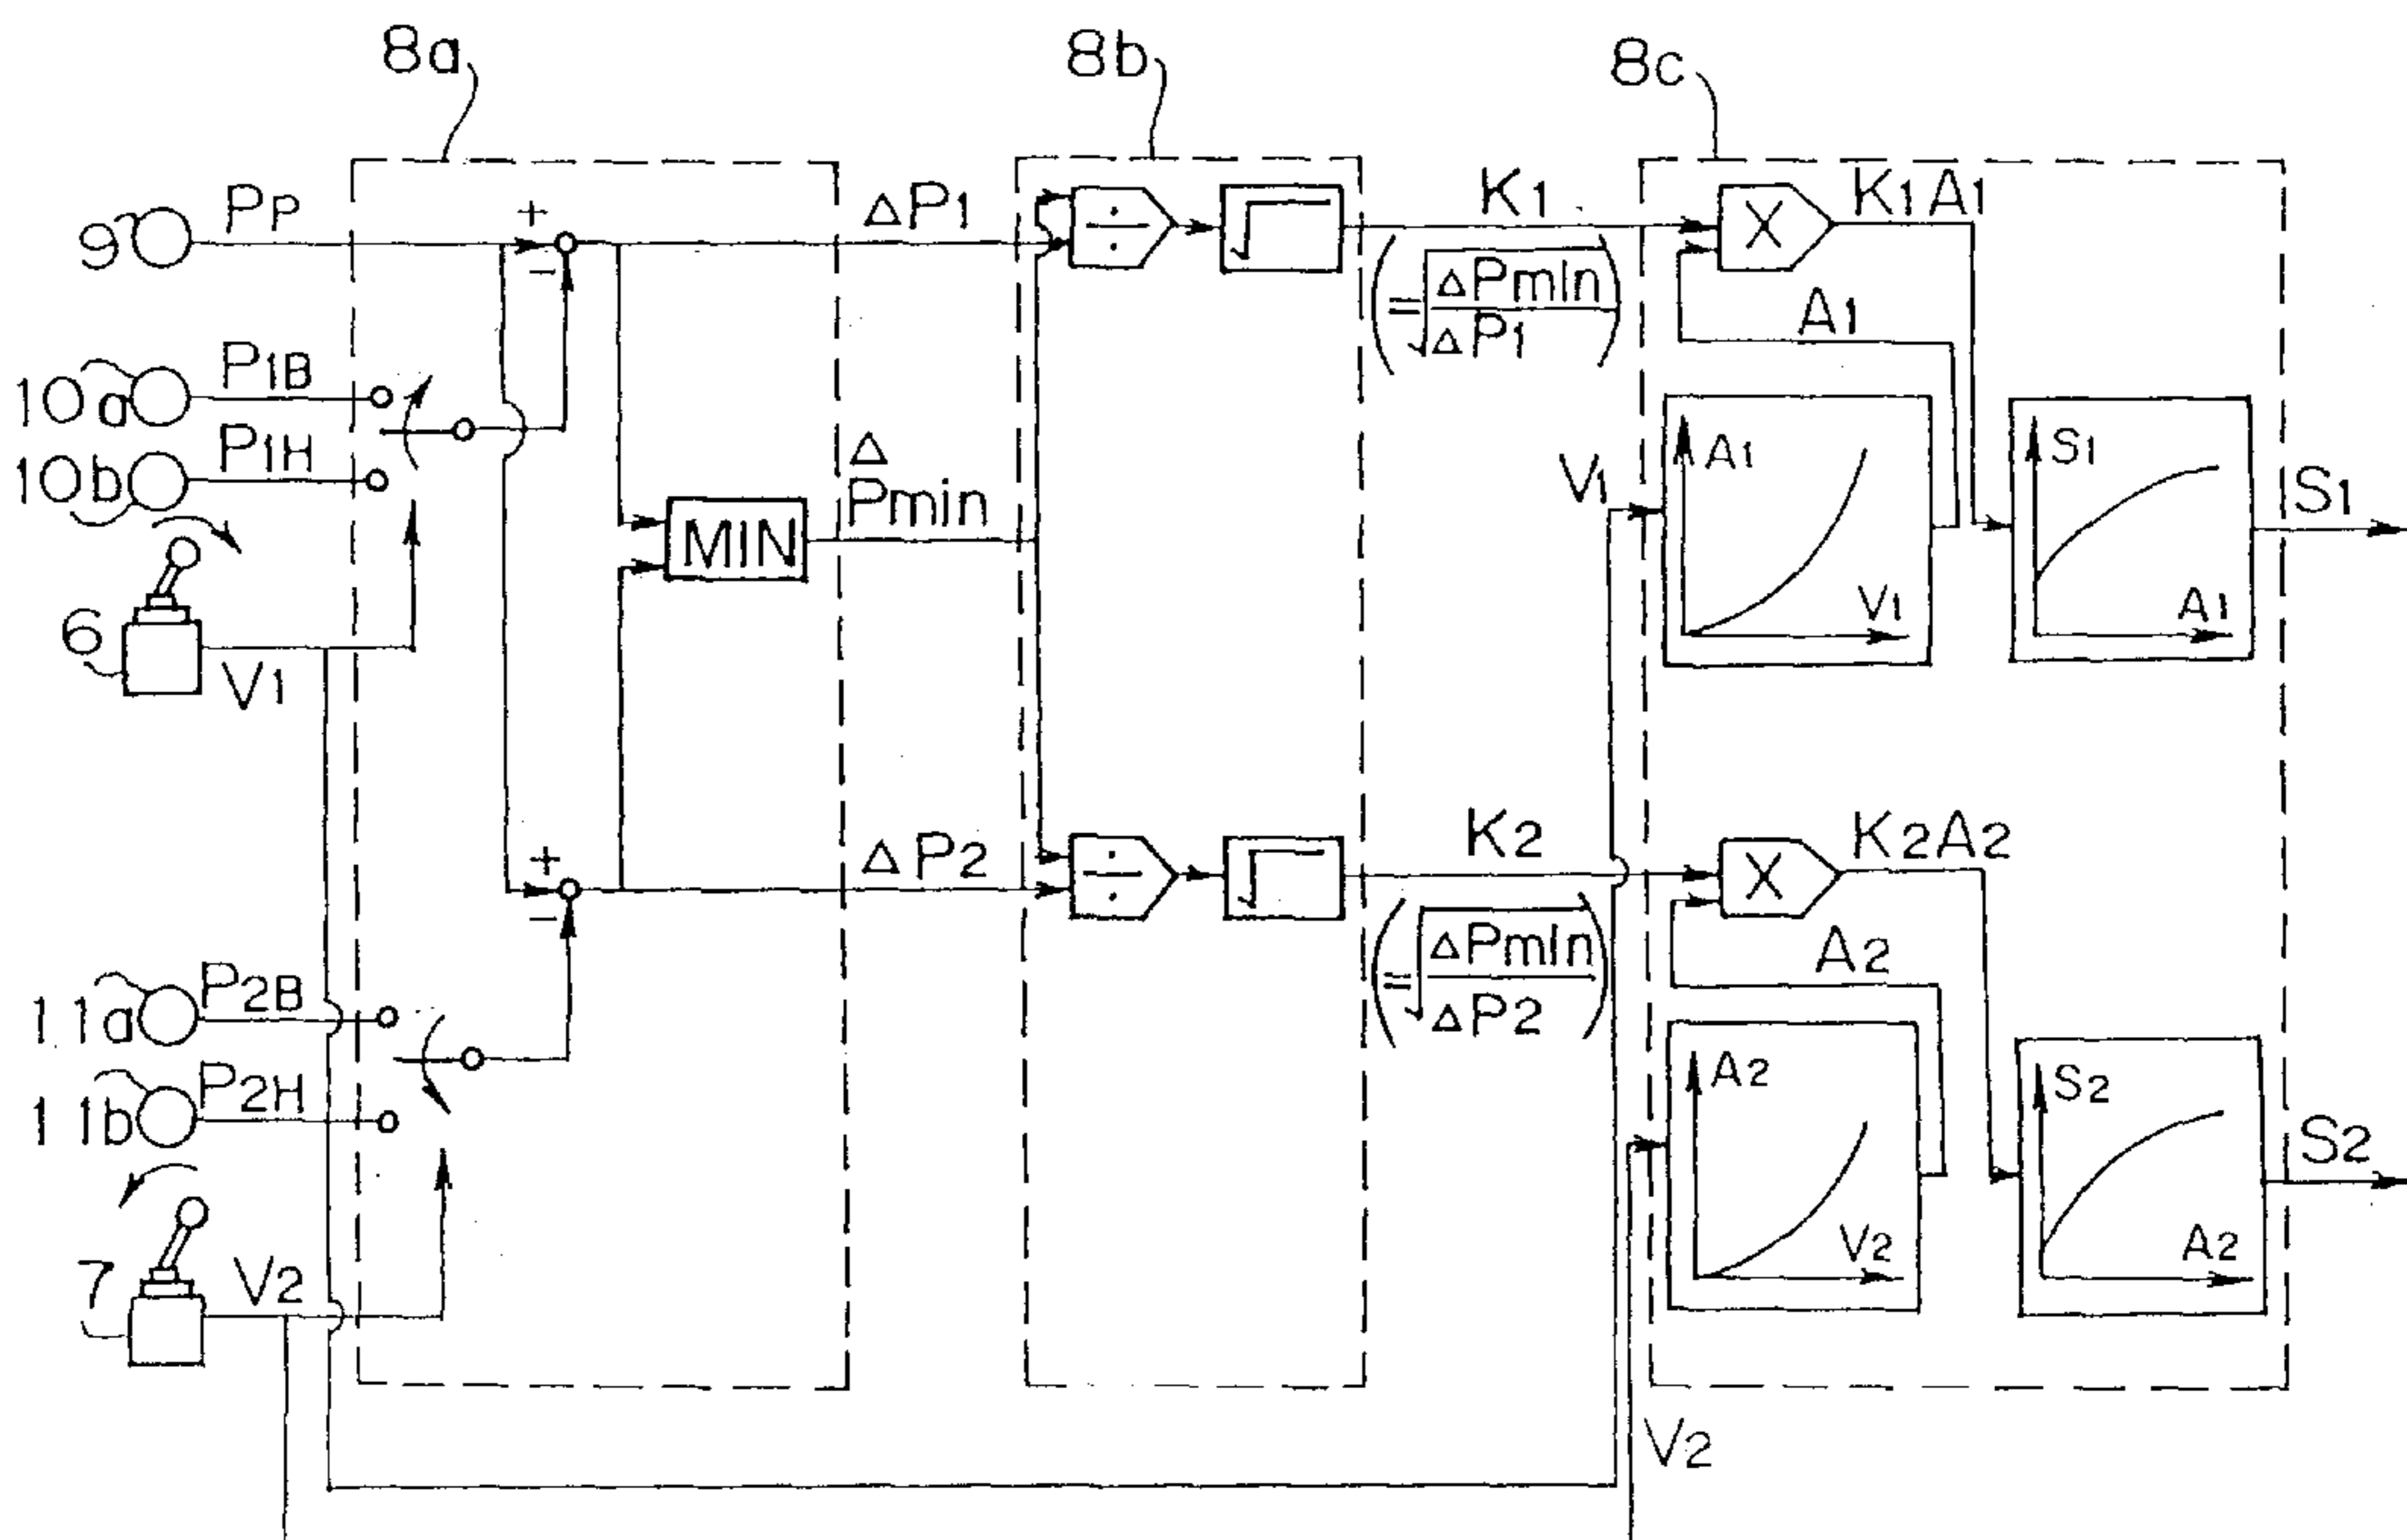 8a
8b
8c
9
PP
+
-
ΔP1
÷
√
K1
(=√ΔPmin/ΔP1)
X
K1A1
A1
10a
P1B
10b
P1H
MIN
Δ
Pmin
V1
A1
V1
S1
A1
S1
6
V1
+
-
ΔP2
÷
√
K2
(=√ΔPmin/ΔP2)
X
K2A2
A2
11a
P2B
11b
P2H
A2
V2
S2
A2
S2
7
V2
V2